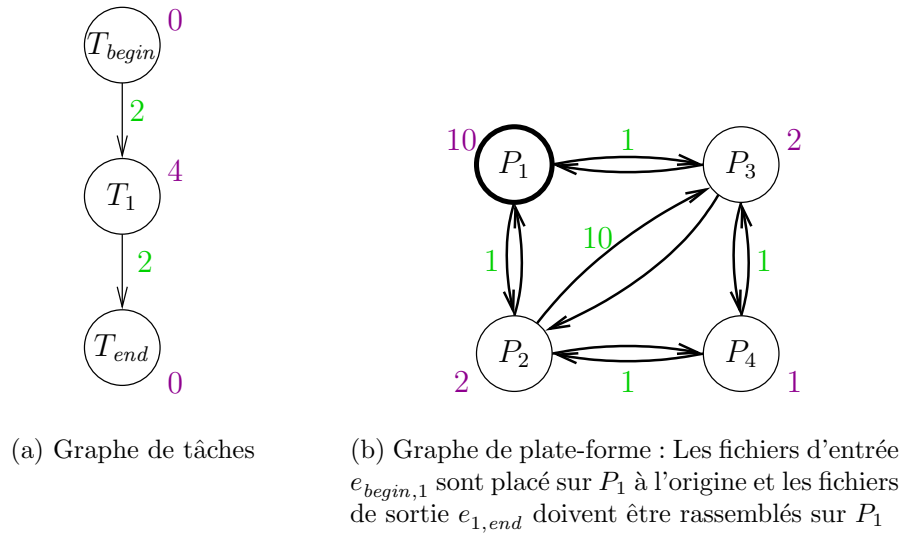 T_begin
0
2
T_1
4
2
T_end
0
10
P_1
1
P_3
2
1
10
1
P_2
2
1
P_4
1
(a) Graphe de tâches
(b) Graphe de plate-forme : Les fichiers d'entrée
e_begin,1 sont placé sur P_1 à l'origine et les fichiers
de sortie e_1,end doivent être rassemblés sur P_1